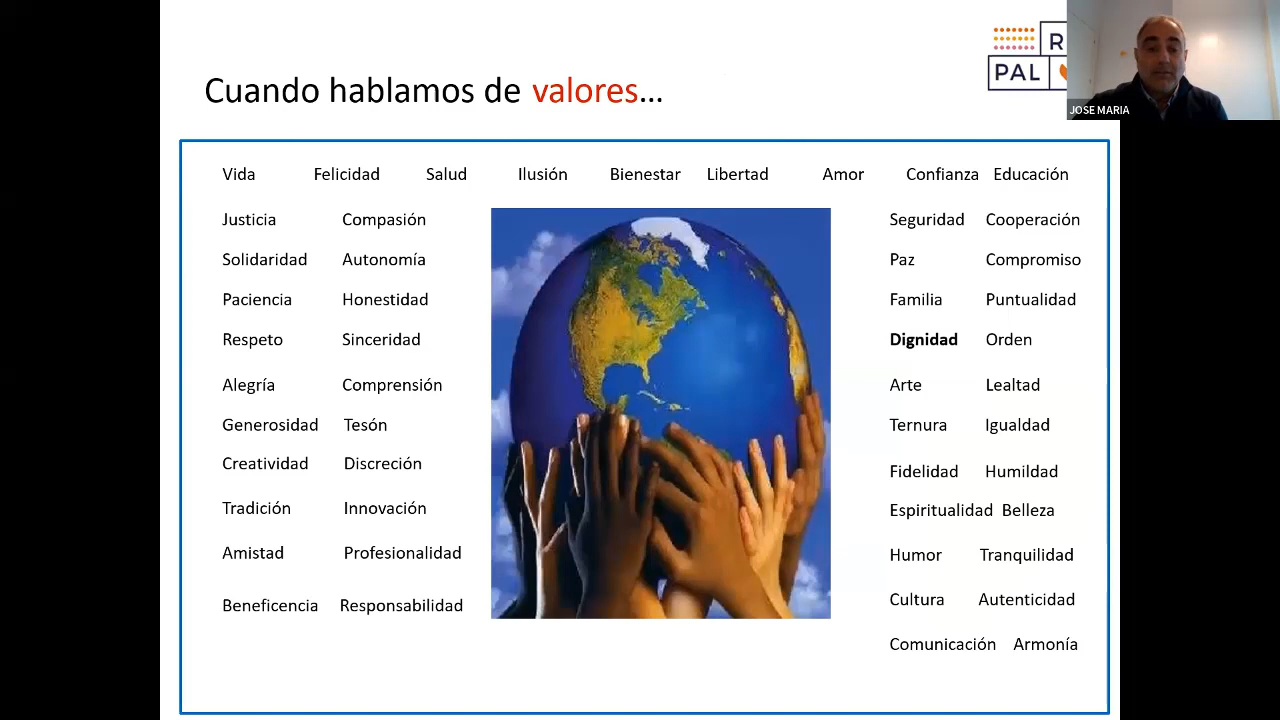 Cuando hablamos de valores...
R
PAL
JOSE MARIA
Vida Felicidad Salud Ilusión Bienestar Libertad Amor Confianza Educación
Justicia Compasión Seguridad Cooperación
Solidaridad Autonomía Paz Compromiso
Paciencia Honestidad Familia Puntualidad
Respeto Sinceridad Dignidad Orden
Alegría Comprensión Arte Lealtad
Generosidad Tesón Ternura Igualdad
Creatividad Discreción Fidelidad Humildad
Tradición Innovación Espiritualidad Belleza
Amistad Profesionalidad Humor Tranquilidad
Beneficencia Responsabilidad Cultura Autenticidad
Comunicación Armonía